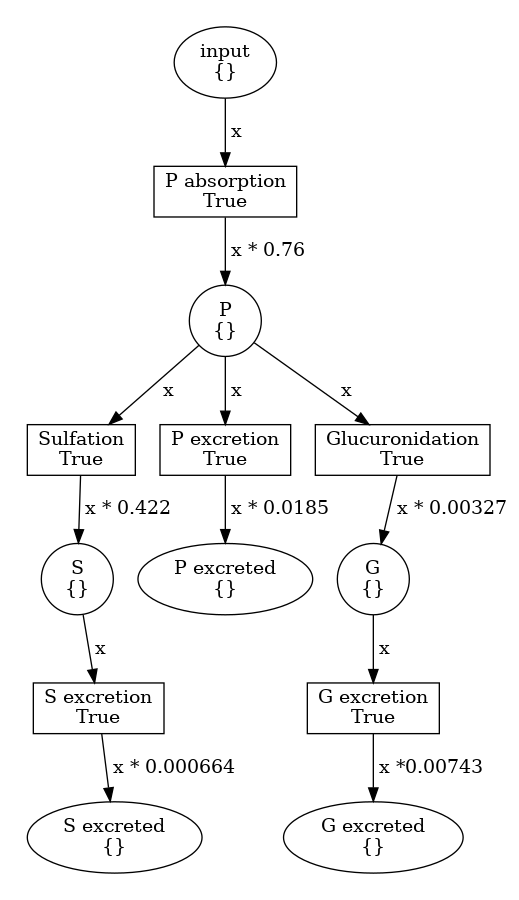 input
{}
x
P absorption
True
x * 0.76
P
{}
x
x
x
Sulfation
True
P excretion
True
Glucuronidation
True
x * 0.422
x * 0.0185
x * 0.00327
S
{}
P excreted
{}
G
{}
x
x
S excretion
True
G excretion
True
x * 0.000664
x *0.00743
S excreted
{}
G excreted
{}